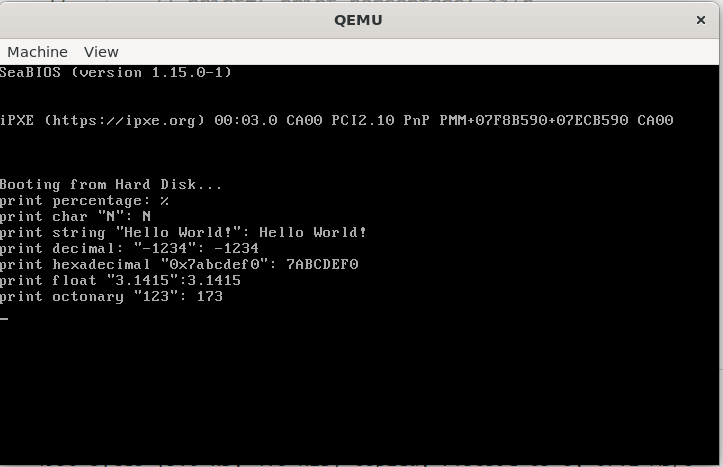 QEMU
Machine View
SeaBIOS (version 1.15.0-1)
iPXE (https://ipxe.org) 00:03.0 CA00 PCI2.10 PnP PMM+07F8B590+07ECB590 CA00
Booting from Hard Disk...
print percentage: %
print char "N": N
print string "Hello World!": Hello World!
print decimal: "-1234": -1234
print hexadecimal "0x7abcdef0": 7ABCDEF0
print float "3.1415":3.1415
print octonary "123": 173